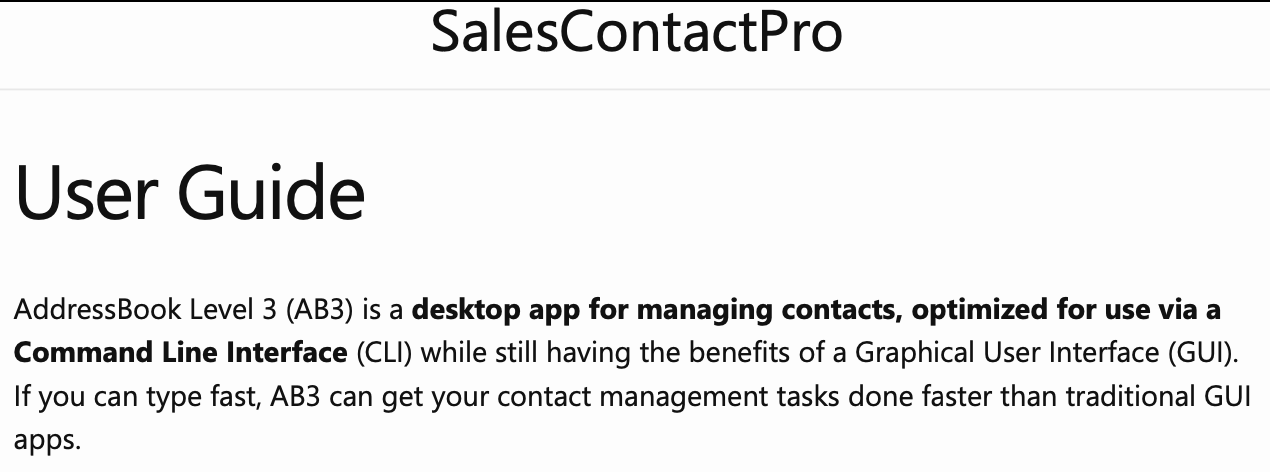 SalesContactPro
User Guide
AddressBook Level 3 (AB3) is a desktop app for managing contacts, optimized for use via a
Command Line Interface (CLI) while still having the benefits of a Graphical User Interface (GUI).
If you can type fast, AB3 can get your contact management tasks done faster than traditional GUI
apps.